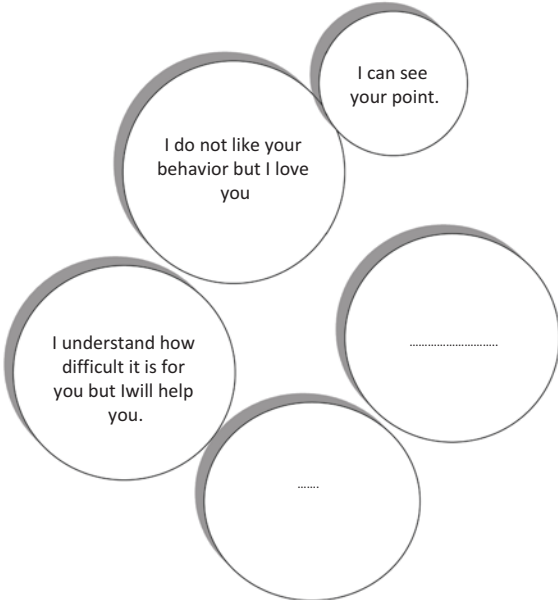 I can see
your point.
I do not like your
behavior but I love
you
I understand how
difficult it is for
you but Iwill help
you.
………………………..
…….